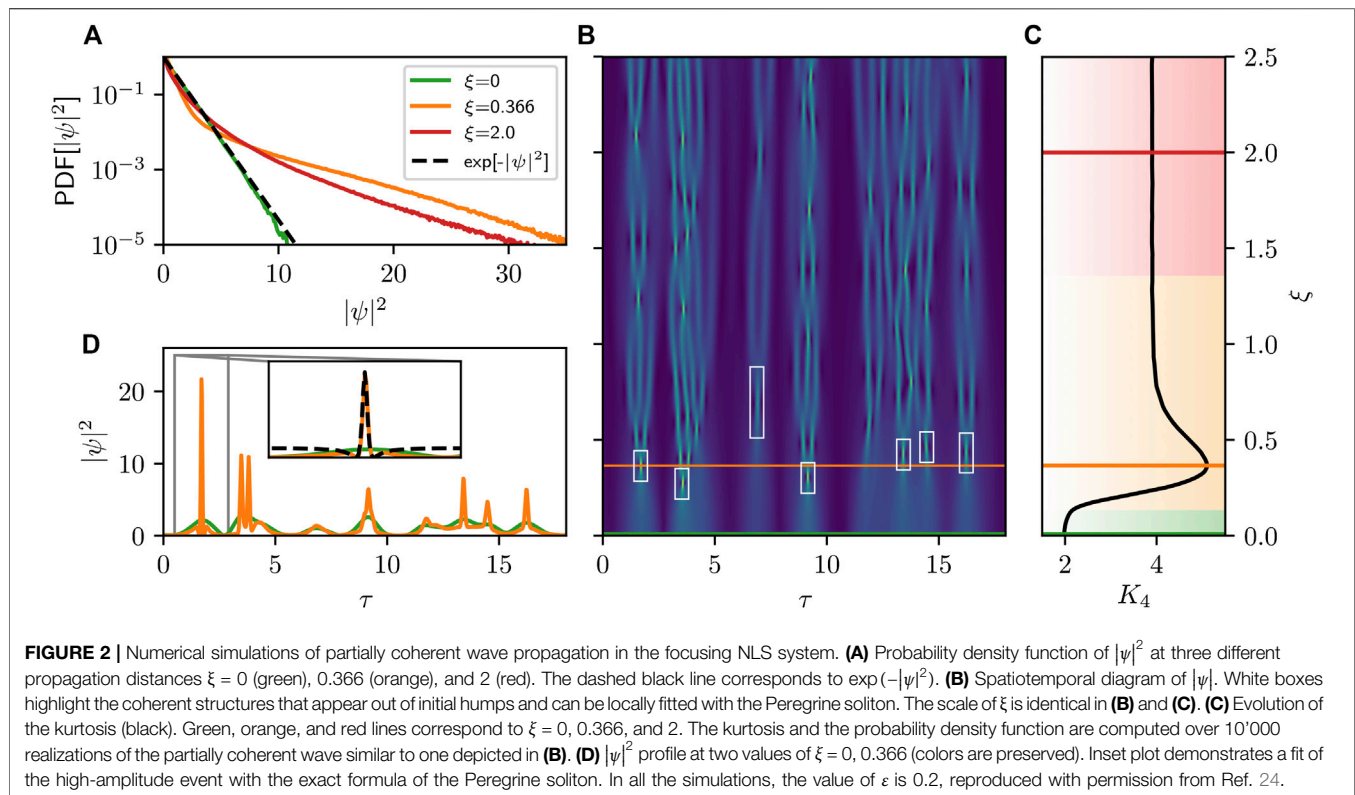 A
PDF[|ψ|²]
10⁻¹
10⁻³
10⁻⁵
0 10 20 30
|ψ|²
ξ=0
ξ=0.366
ξ=2.0
exp[-|ψ|²]
B
0 5 10 15
τ
C
2.5
2.0
1.5
1.0
0.5
0.0
ξ
2 4
K₄
D
|ψ|²
20
10
0
0 5 10 15
τ
FIGURE 2 | Numerical simulations of partially coherent wave propagation in the focusing NLS system. (A) Probability density function of |ψ|² at three different
propagation distances ξ = 0 (green), 0.366 (orange), and 2 (red). The dashed black line corresponds to exp(−|ψ|²). (B) Spatiotemporal diagram of |ψ|. White boxes
highlight the coherent structures that appear out of initial humps and can be locally fitted with the Peregrine soliton. The scale of ξ is identical in (B) and (C). (C) Evolution
of the kurtosis (black). Green, orange, and red lines correspond to ξ = 0, 0.366, and 2. The kurtosis and the probability density function are computed over 10'000
realizations of the partially coherent wave similar to one depicted in (B). (D) |ψ|² profile at two values of ξ = 0, 0.366 (colors are preserved). Inset plot demonstrates a fit of
the high-amplitude event with the exact formula of the Peregrine soliton. In all the simulations, the value of ε is 0.2, reproduced with permission from Ref. 24.